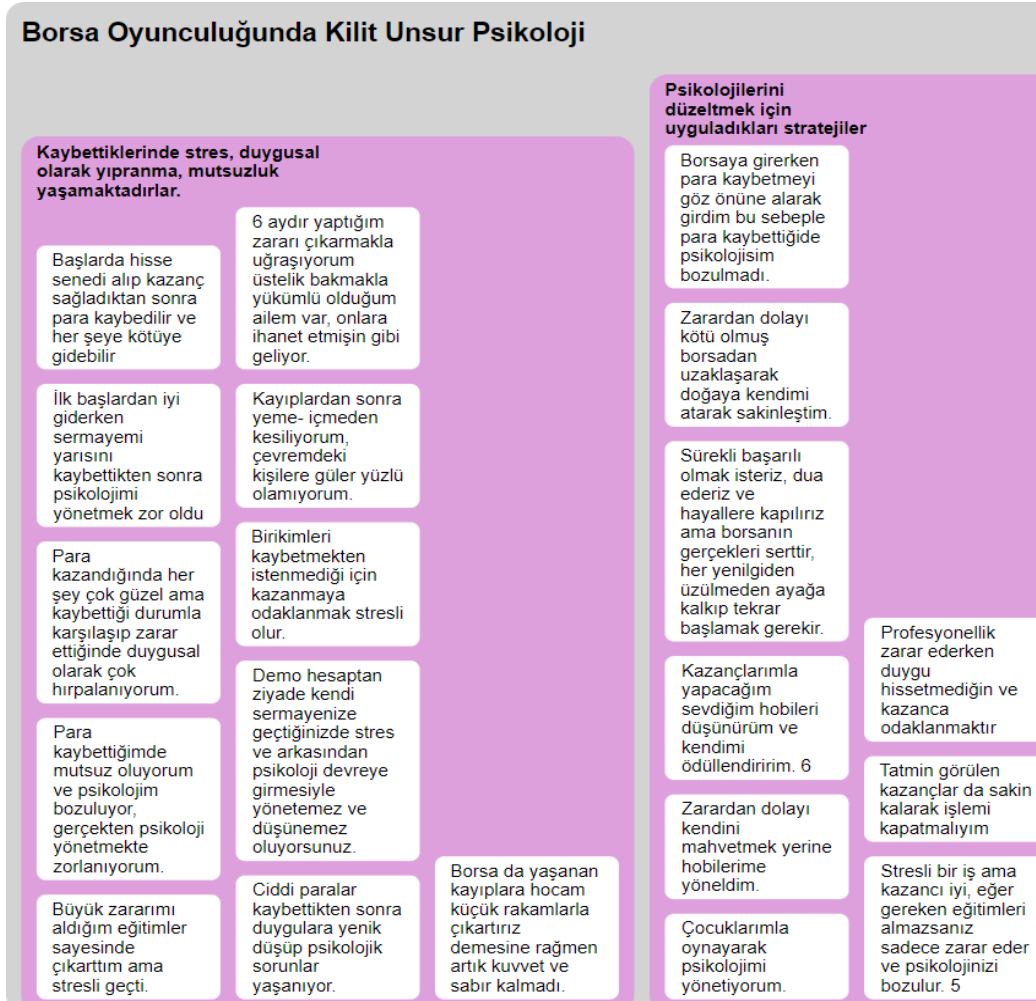 Borsa Oyunculuğunda Kilit Unsur Psikoloji
Kaybettiklerinde stres, duygusal
olarak yıpranma, mutsuzluk
yaşamaktadırlar.
Başlarda hisse
senedi alıp kazanç
sağladıktan sonra
para kaybedilir ve
her şeye kötüye
gidebilir
İlk başlardan iyi
giderken
sermayemi
yarısını
kaybettikten sonra
psikolojimi
yönetmek zor oldu
Para
kazandığında her
şey çok güzel ama
kaybettiği durumla
karşılaşıp zarar
ettiğinde duygusal
olarak çok
hırpalanıyorum.
Para
kaybettiğimde
mutsuz oluyorum
ve psikolojim
bozuluyor,
gerçekten psikoloji
yönetmekte
zorlanıyorum.
Büyük zararımı
aldığım eğitimler
sayesinde
çıkarttım ama
stresli geçti.
6 aydır yaptığım
zararı çıkarmakla
uğraşıyorum
üstelik bakmakla
yükümlü olduğum
ailem var, onlara
ihanet etmişin gibi
geliyor.
Kayıplardan sonra
yeme- içmeden
kesiliyorum,
çevremdeki
kişilere güler yüzlü
olamıyorum.
Birikimleri
kaybetmekten
istenmediği için
kazanmaya
odaklanmak stresli
olur.
Demo hesaptan
ziyade kendi
sermayenize
geçtiğinizde stres
ve arkasından
psikoloji devreye
girmesiyle
yönetemez ve
düşünemez
oluyorsunuz.
Ciddi paralar
kaybettikten sonra
duygulara yenik
düşüp psikolojik
sorunlar
yaşanıyor.
Borsa da yaşanan
kayıplara hocam
küçük rakamlarla
çıkartırız
demesine rağmen
artık kuvvet ve
sabır kalmadı.
Psikolojilerini
düzeltmek için
uyguladıkları stratejiler
Borsaya girerken
para kaybetmeyi
göz önüne alarak
girdim bu sebeple
para kaybettiğide
psikolojisim
bozulmadı.
Zarardan dolayı
kötü olmuş
borsadan
uzaklaşarak
doğaya kendimi
atarak sakinleştim.
Sürekli başarılı
olmak isteriz, dua
ederiz ve
hayallere kapılırız
ama borsanın
gerçekleri serttir,
her yenilgiden
üzülmeden ayağa
kalkıp tekrar
başlamak gerekir.
Kazançlarımla
yapacağım
sevdiğim hobileri
düşünürüm ve
kendimi
ödüllendiririm. 6
Zarardan dolayı
kendini
mahvetmek yerine
hobilerime
yöneldim.
Çocuklarımla
oynayarak
psikolojimi
yönetiyorum.
Profesyonellik
zarar ederken
duygu
hissetmediğin ve
kazanca
odaklanmaktır
Tatmin görülen
kazançlar da sakin
kalarak işlemi
kapatmalıyım
Stresli bir iş ama
kazancı iyi, eğer
gereken eğitimleri
almazsanız
sadece zarar eder
ve psikolojinizi
bozulur. 5